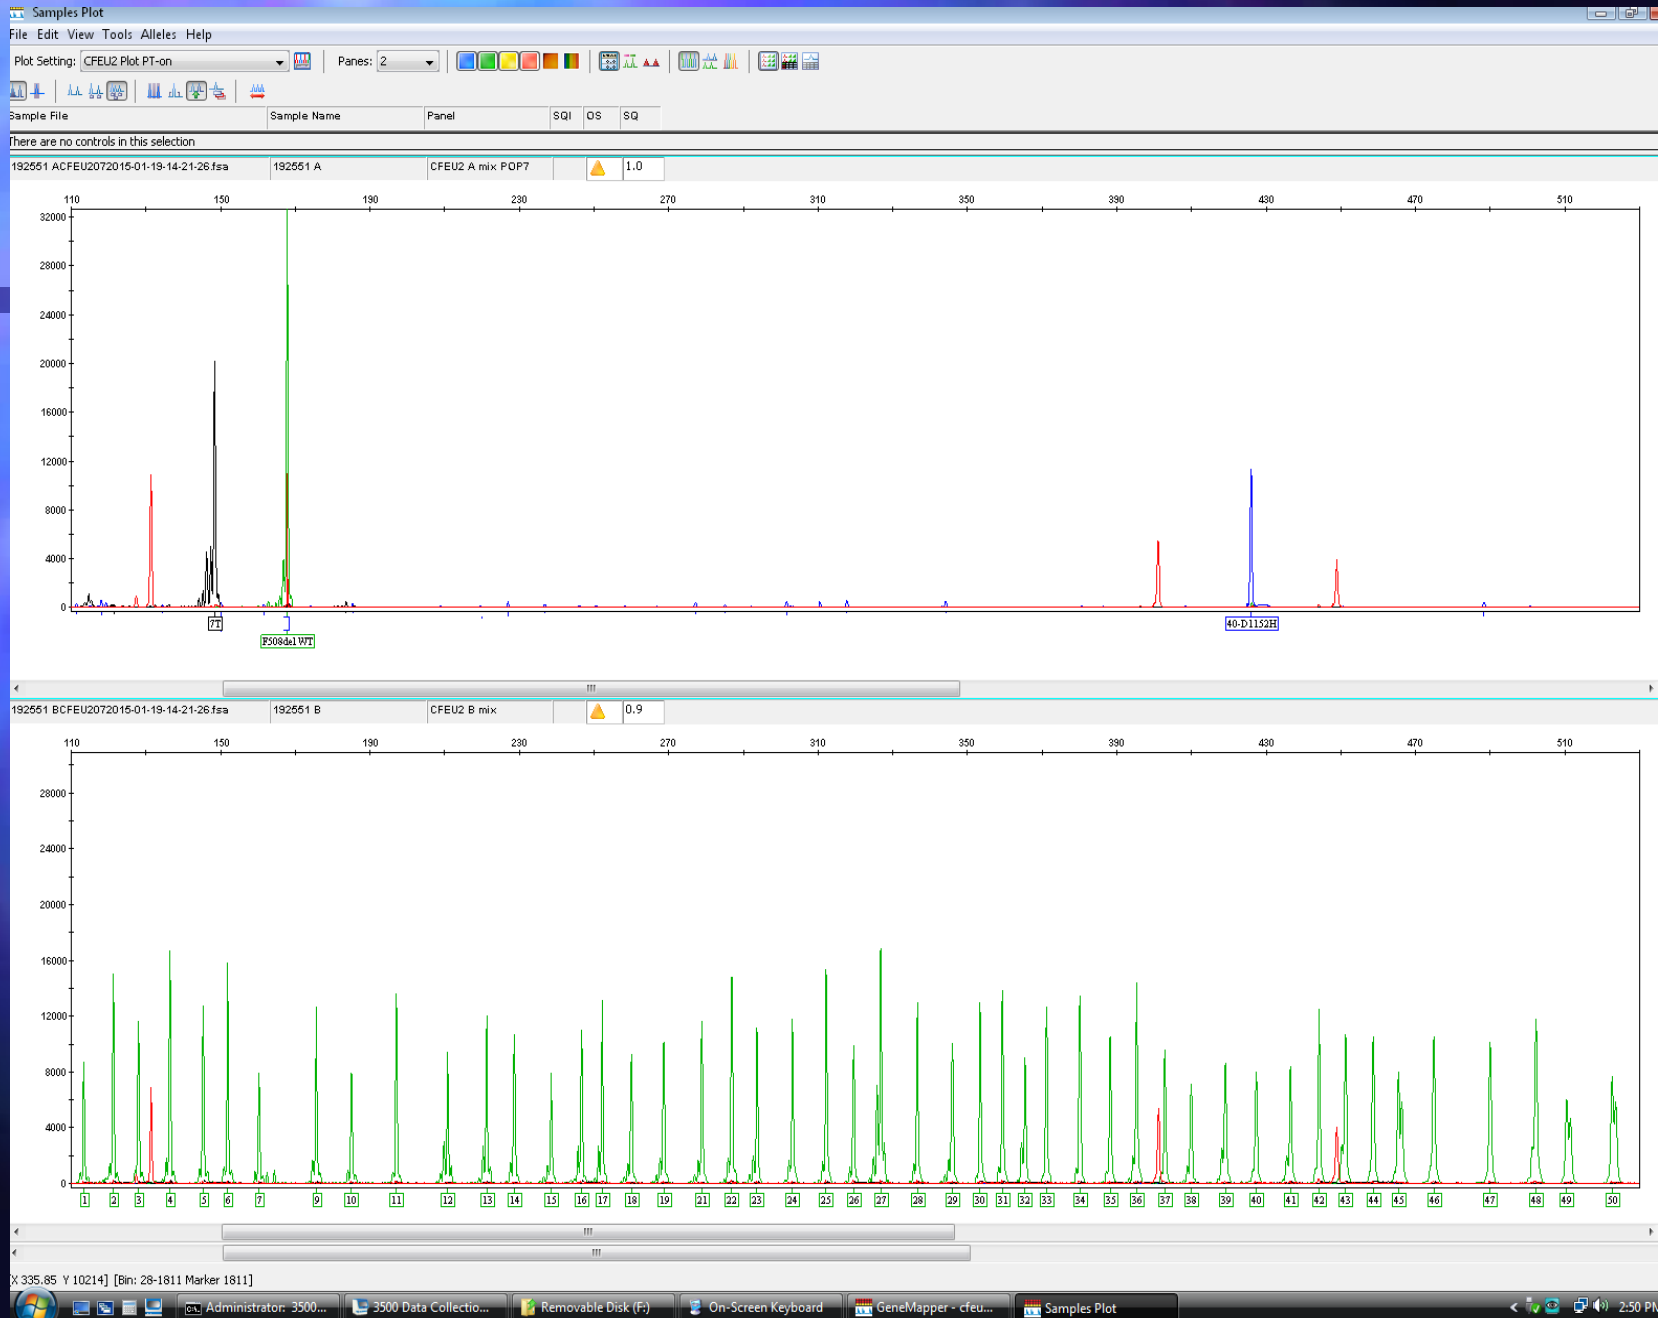 Samples Plot
File Edit View Tools Alleles Help
Plot Setting: CFEU2 Plot PT-on Panes: 2
Sample File Sample Name Panel SQI OS SQ
There are no controls in this selection
192551 ACFEU2072015-01-19-14-21-26.fsa 192551 A CFEU2 A mix POP7 1.0
110 150 190 230 270 310 350 390 430 470 510
32000
28000
24000
20000
16000
12000
8000
4000
0
7T 40-D1152H
F508del WT
192551 BCFEU2072015-01-19-14-21-26.fsa 192551 B CFEU2 B mix 0.9
110 150 190 230 270 310 350 390 430 470 510
28000
24000
20000
16000
12000
8000
4000
0
1 2 3 4 5 6 7 9 10 11 12 13 14 15 16 17 18 19 21 22 23 24 25 26 27 28 29 30 31 32 33 34 35 36 37 38 39 40 41 42 43 44 45 46 47 48 49 50
X 335.85 Y 10214] [Bin: 28-1811 Marker 1811]
Administrator: 3500... 3500 Data Collectio... Removable Disk (F:) On-Screen Keyboard GeneMapper - cfeu... Samples Plot 2:50 PM